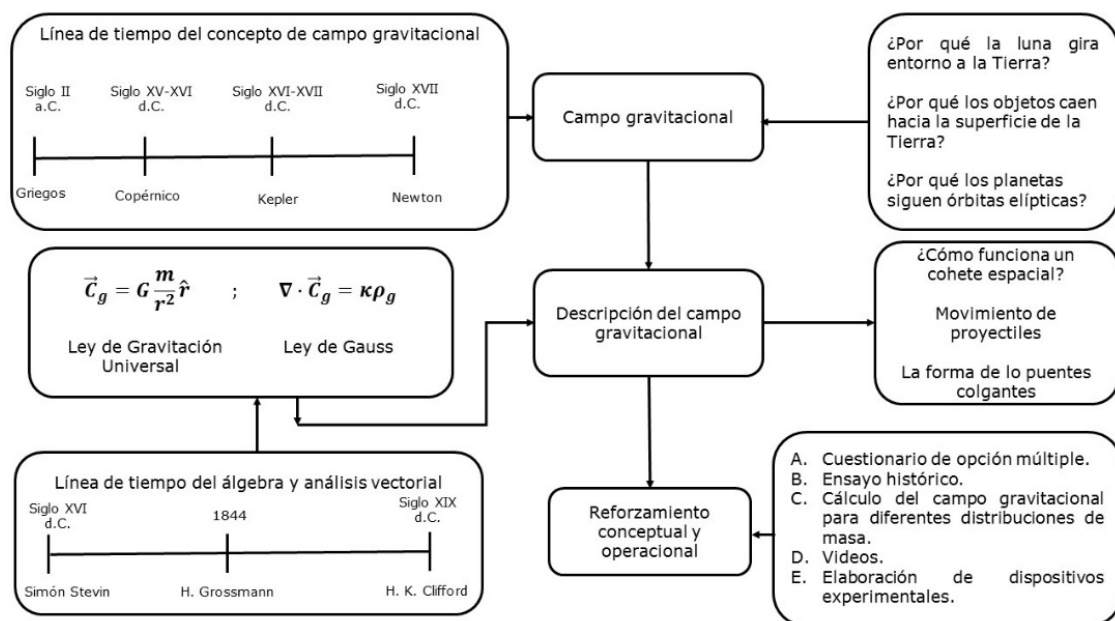 Línea de tiempo del concepto de campo gravitacional
Siglo II
a.C.
Siglo XV-XVI
d.C.
Siglo XVI-XVII
d.C.
Siglo XVII
d.C.
Griegos
Copérnico
Kepler
Newton
Campo gravitacional
¿Por qué la luna gira
entorno a la Tierra?
¿Por qué los objetos caen
hacia la superficie de la
Tierra?
¿Por qué los planetas
siguen órbitas elípticas?
C⃗_g = G m/r² r̂ ; ∇ · C⃗_g = κρ_g
Ley de Gravitación
Universal
Ley de Gauss
Descripción del campo
gravitacional
¿Cómo funciona un
cohete espacial?
Movimiento de
proyectiles
La forma de lo puentes
colgantes
Línea de tiempo del álgebra y análisis vectorial
Siglo XVI
d.C.
1844
Siglo XIX
d.C.
Simón Stevin
H. Grossmann
H. K. Clifford
Reforzamiento
conceptual y
operacional
A. Cuestionario de opción múltiple.
B. Ensayo histórico.
C. Cálculo del campo gravitacional
para diferentes distribuciones de
masa.
D. Videos.
E. Elaboración de dispositivos
experimentales.